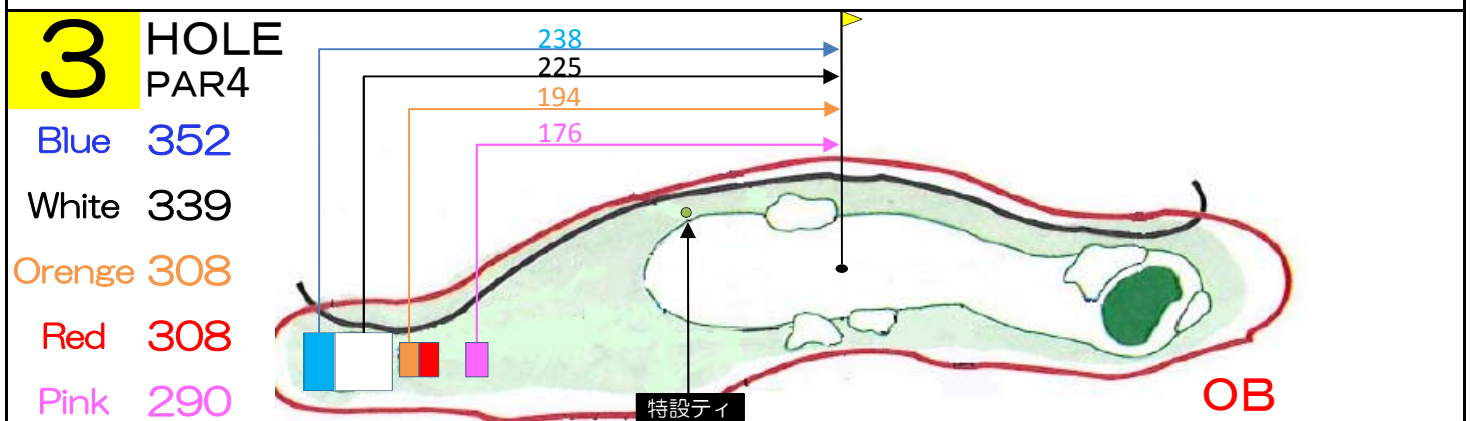 3
HOLE
PAR4
Blue 352
White 339
Orenge 308
Red 308
Pink 290
238
225
194
176
特設ティ
OB